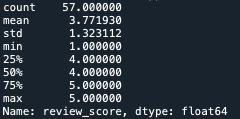 count    57.000000
mean      3.771930
std       1.323112
min       1.000000
25%       4.000000
50%       4.000000
75%       5.000000
max       5.000000
Name: review_score, dtype: float64